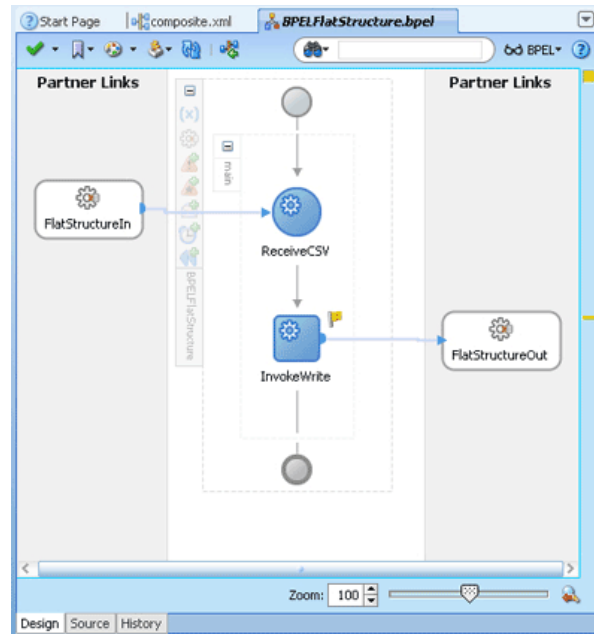 Start Page composite.xml BPELFlatStructure.bpel
BPEL
Partner Links
Partner Links
(x)
main
FlatStructureIn
ReceiveCSV
BPELFlatStructure
InvokeWrite
FlatStructureOut
Zoom: 100
Design Source History